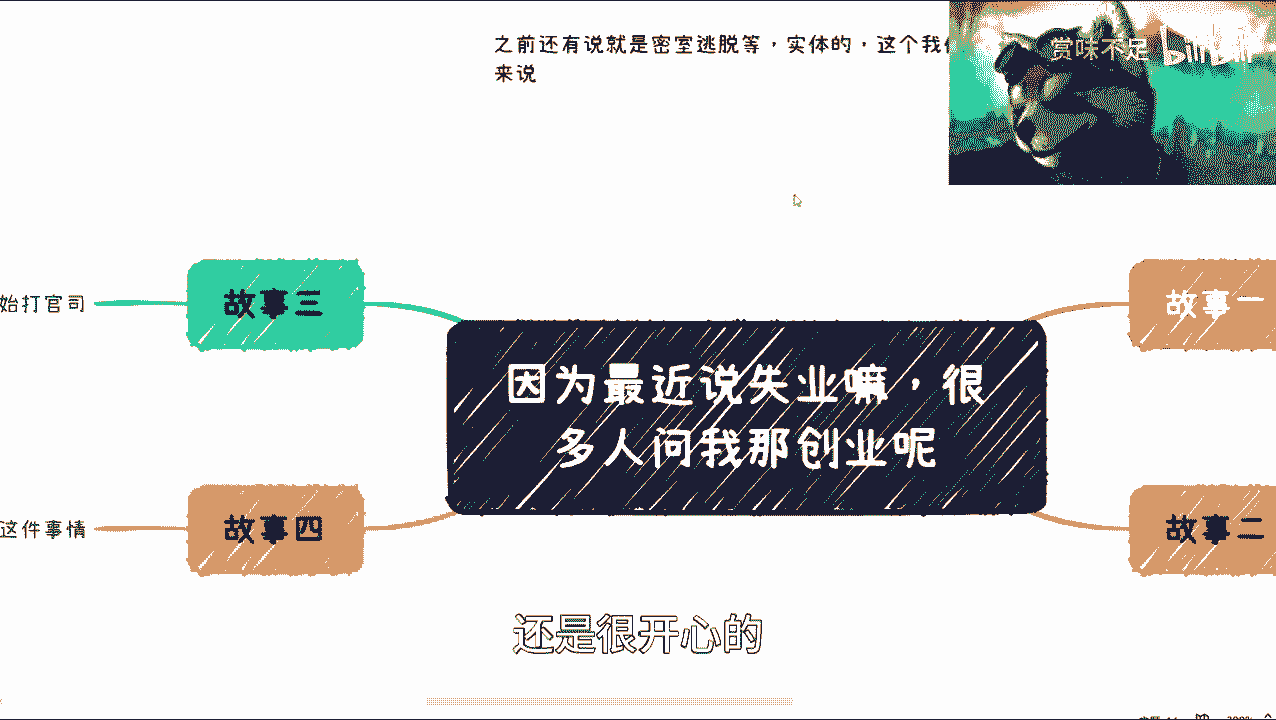 之前还有说就是密室逃脱等，实体的，这个我
来说
赏味不足 bilibili
故事三
始打官司
故事一
因为最近说失业嘛，很
多人问我那创业呢
故事四
这件事情
故事二
还是很开心的